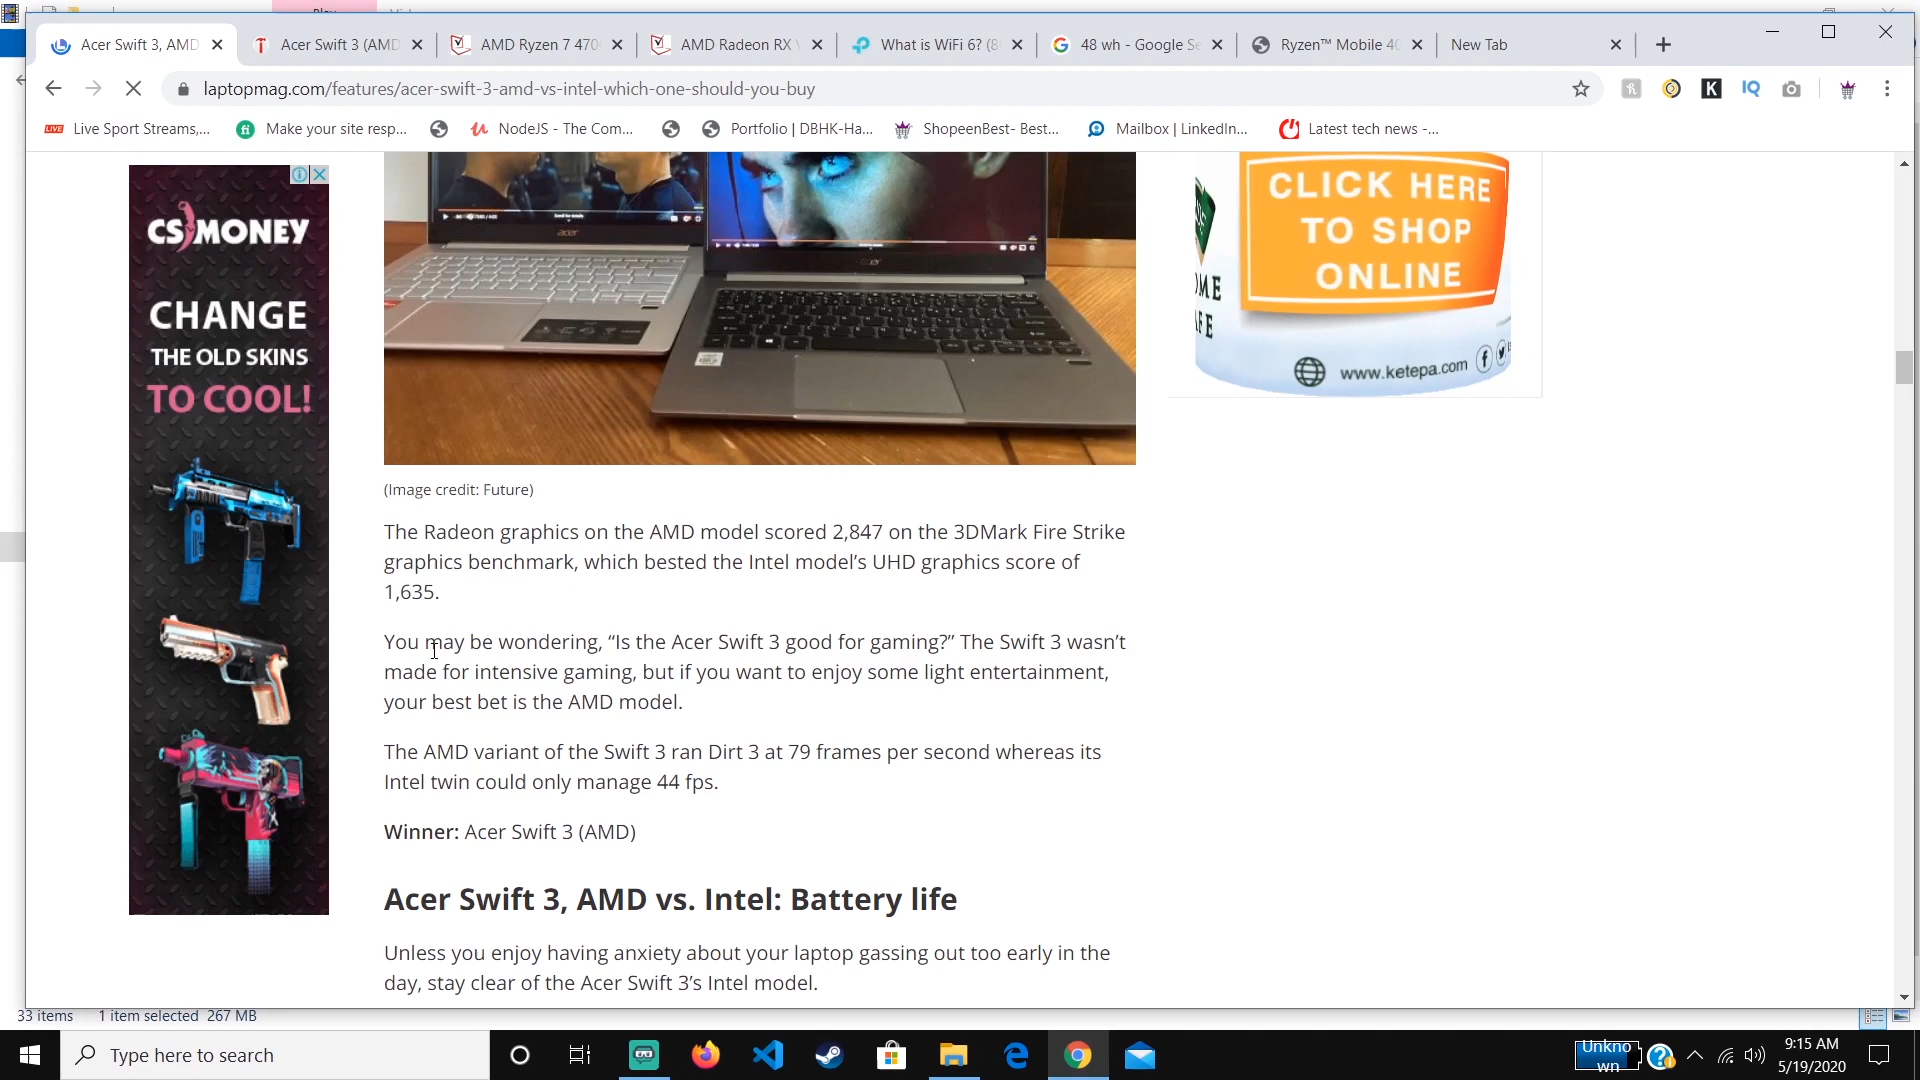 Acer Swift 3, AMD
Acer Swift 3 (AMD
AMD Ryzen 7 470
AMD Radeon RX
What is WiFi 6? (8
48 wh - Google Se
Ryzen™ Mobile 40
New Tab
laptopmag.com/features/acer-swift-3-amd-vs-intel-which-one-should-you-buy
LIVE Live Sport Streams,...
fi Make your site resp...
NodeJS - The Com...
Portfolio | DBHK-Ha...
ShopeenBest- Best...
Mailbox | LinkedIn...
Latest tech news -...
CS MONEY
CHANGE
THE OLD SKINS
TO COOL!
acer
CLICK HERE
TO SHOP
ONLINE
www.ketepa.com
(Image credit: Future)
The Radeon graphics on the AMD model scored 2,847 on the 3DMark Fire Strike
graphics benchmark, which bested the Intel model’s UHD graphics score of
1,635.
You may be wondering, “Is the Acer Swift 3 good for gaming?” The Swift 3 wasn’t
made for intensive gaming, but if you want to enjoy some light entertainment,
your best bet is the AMD model.
The AMD variant of the Swift 3 ran Dirt 3 at 79 frames per second whereas its
Intel twin could only manage 44 fps.
Winner: Acer Swift 3 (AMD)
Acer Swift 3, AMD vs. Intel: Battery life
Unless you enjoy having anxiety about your laptop gassing out too early in the
day, stay clear of the Acer Swift 3’s Intel model.
33 items 1 item selected 267 MB
Type here to search
Unkno
wn
9:15 AM
5/19/2020